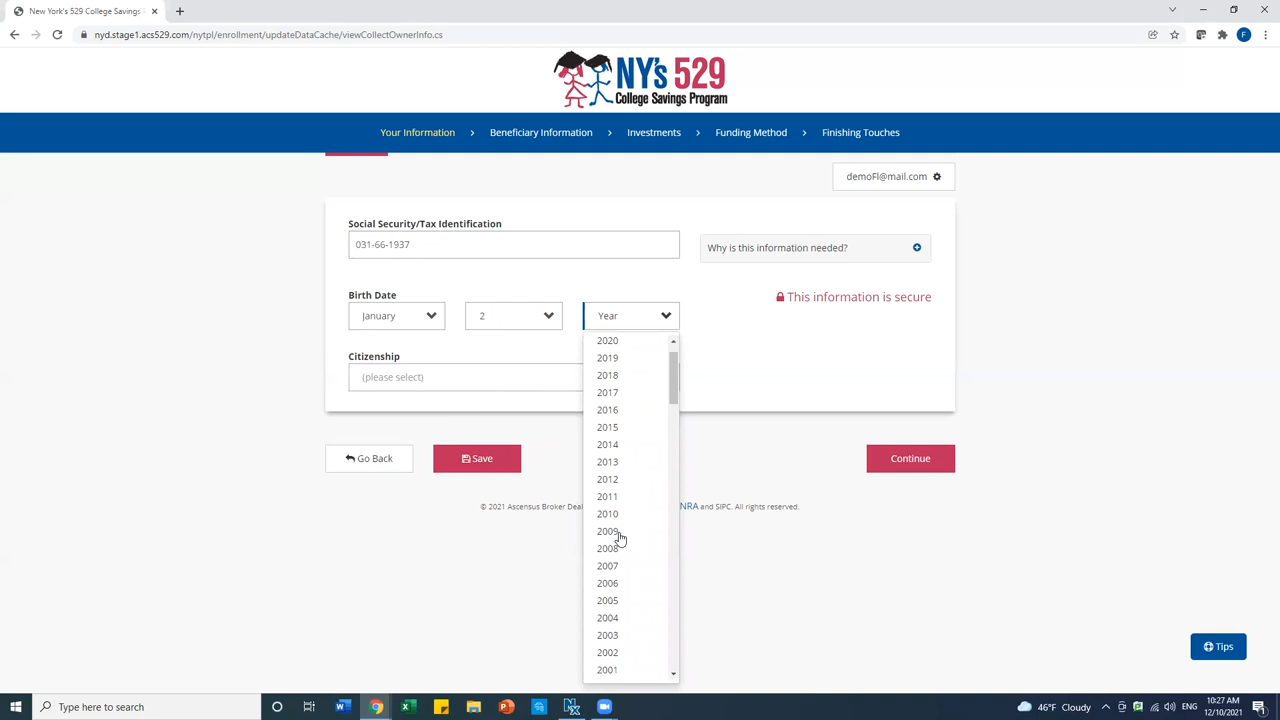 New York's 529 College Savings P
nyd.stage1.acs529.com/nytpl/enrollment/updateDataCache/viewCollectOwnerInfo.cs
F
NY's 529
College Savings Program
Your Information
Beneficiary Information
Investments
Funding Method
Finishing Touches
demoFl@mail.com
Social Security/Tax Identification
031-66-1937
Why is this information needed?
Birth Date
This information is secure
January
2
Year
2020
2019
2018
2017
2016
2015
2014
2013
2012
2011
2010
2009
2008
2007
2006
2005
2004
2003
2002
2001
Citizenship
(please select)
Go Back
Save
Continue
© 2021 Ascensus Broker Deal
NRA and SIPC. All rights reserved.
Tips
Type here to search
46°F Cloudy
10:27 AM
12/10/2021